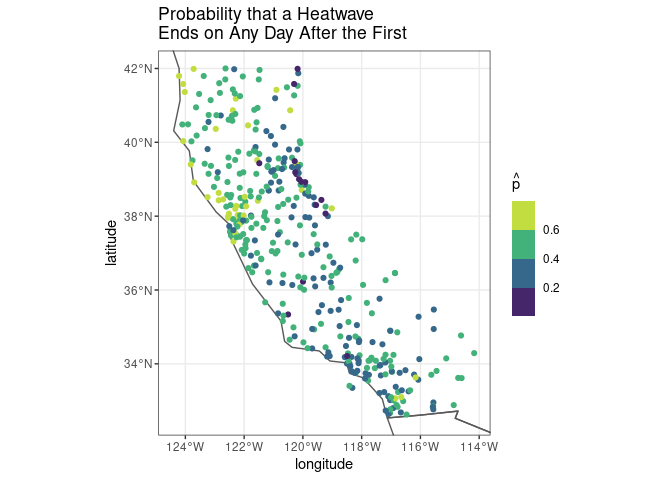 Probability that a Heatwave
Ends on Any Day After the First
42°N
40°N
38°N
36°N
34°N
latitude
124°W 122°W 120°W 118°W 116°W 114°W
longitude
p̂
0.6
0.4
0.2